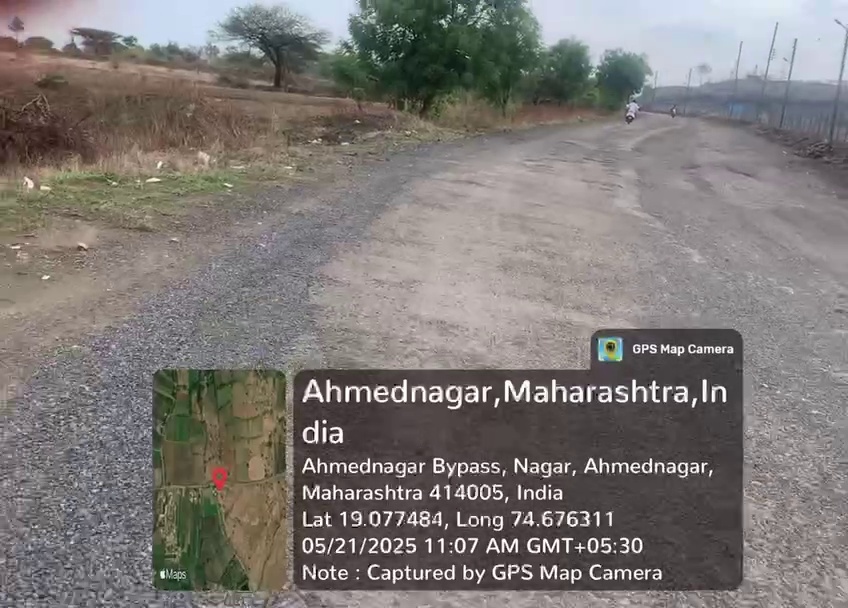 GPS Map Camera
Ahmednagar,Maharashtra,In
dia
Ahmednagar Bypass, Nagar, Ahmednagar,
Maharashtra 414005, India
Lat 19.077484, Long 74.676311
05/21/2025 11:07 AM GMT+05:30
Note : Captured by GPS Map Camera
Maps